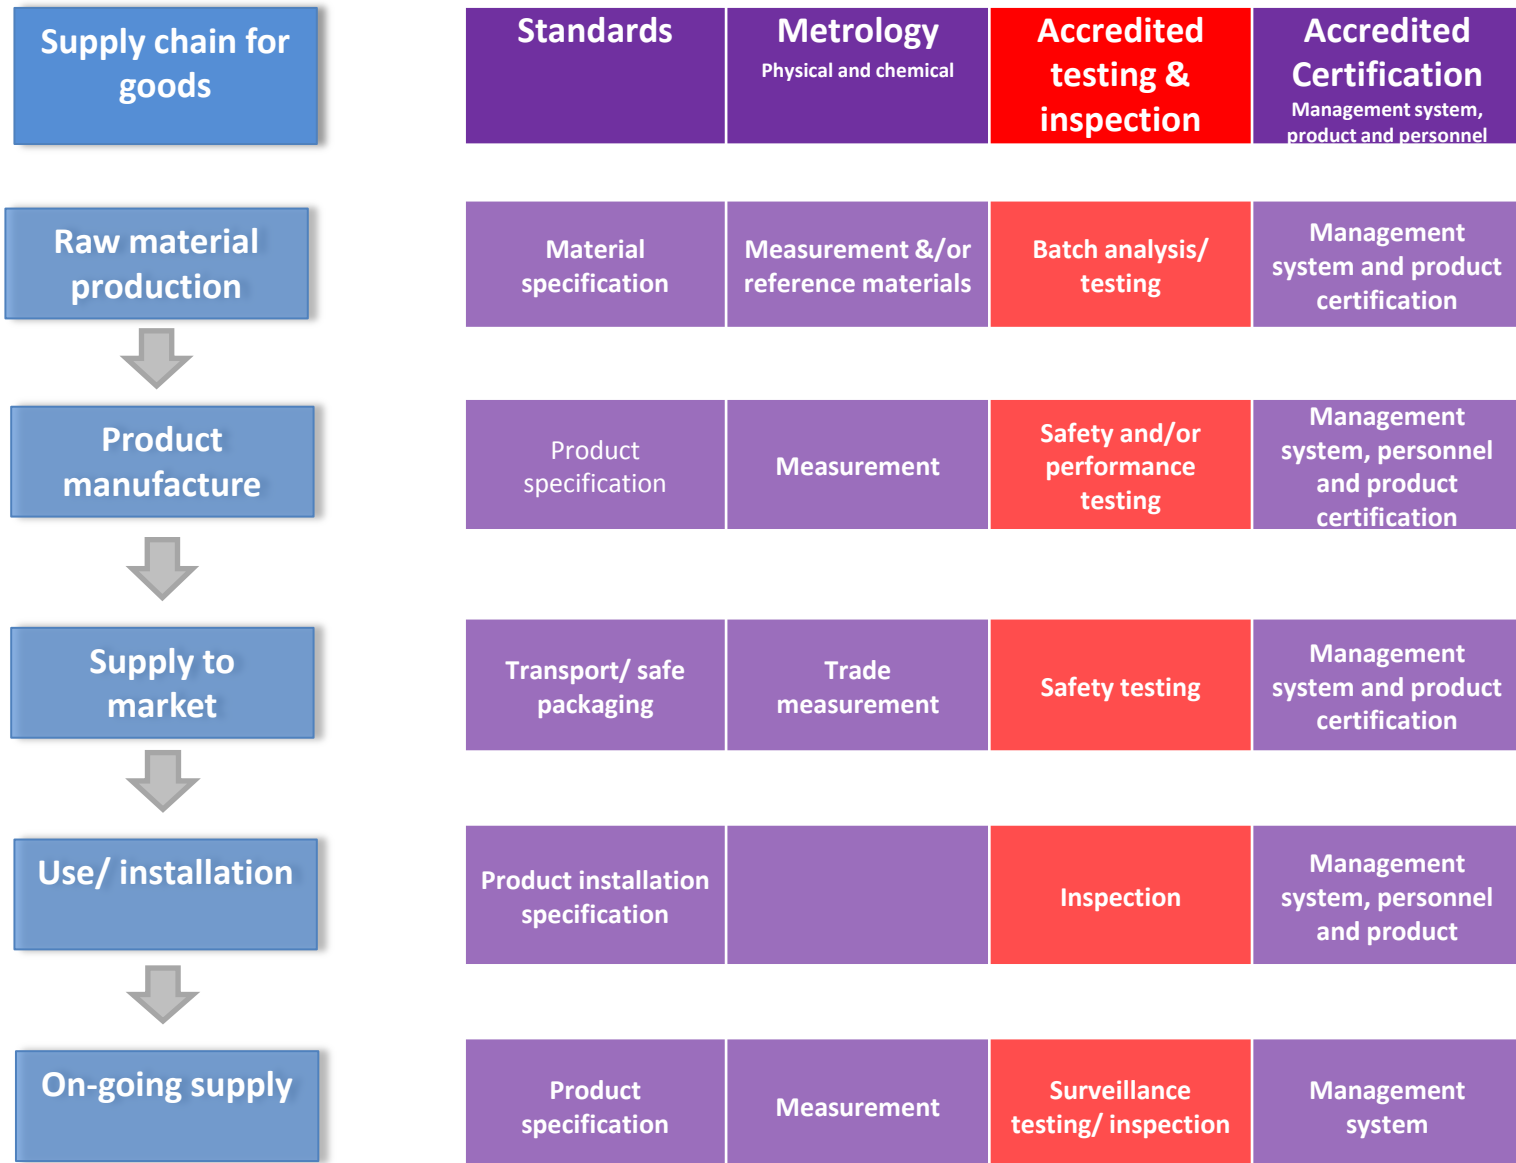 Supply chain for
goods
Standards
Metrology
Physical and chemical
Accredited
testing &
inspection
Accredited
Certification
Management system,
product and personnel
Raw material
production
Material
specification
Measurement &/or
reference materials
Batch analysis/
testing
Management
system and product
certification
Product
manufacture
Product
specification
Measurement
Safety and/or
performance
testing
Management
system, personnel
and product
certification
Supply to
market
Transport/ safe
packaging
Trade
measurement
Safety testing
Management
system and product
certification
Use/ installation
Product installation
specification
Inspection
Management
system, personnel
and product
On-going supply
Product
specification
Measurement
Surveillance
testing/ inspection
Management
system